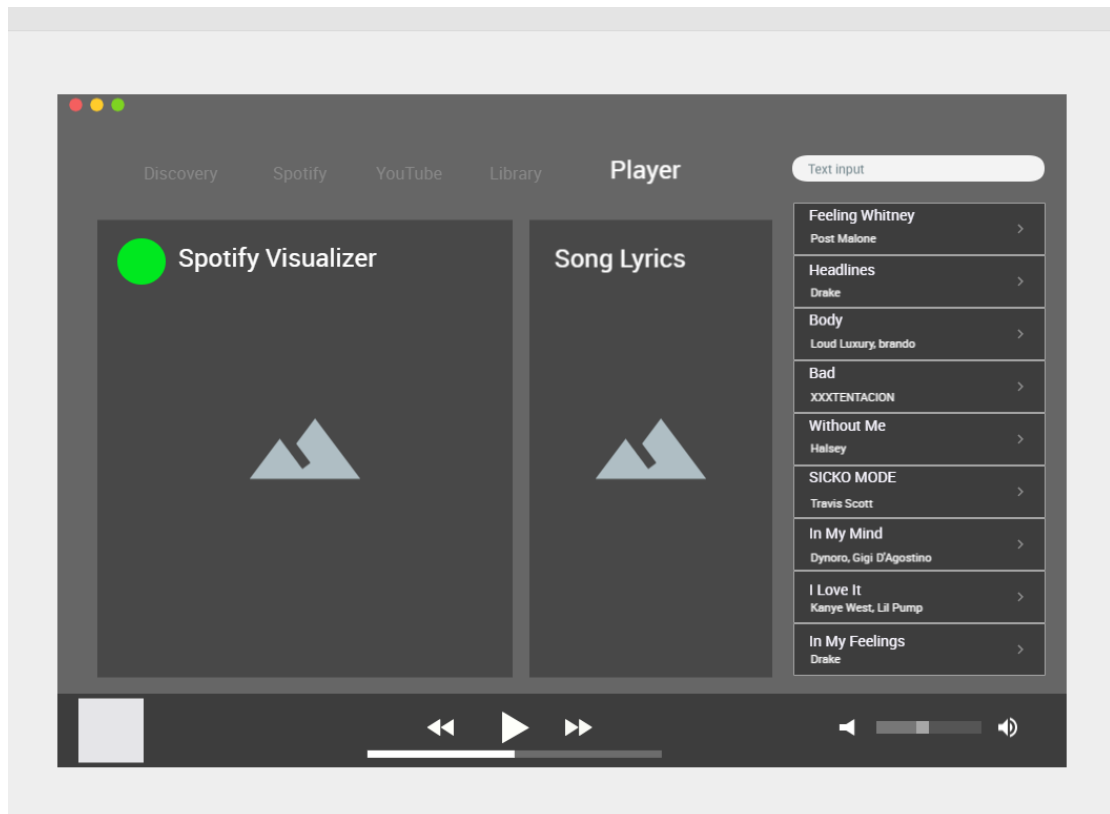 Discovery
Spotify
YouTube
Library
Player
Text input
Spotify Visualizer
Song Lyrics
Feeling Whitney
Post Malone
Headlines
Drake
Body
Loud Luxury, brando
Bad
XXXTENTACION
Without Me
Halsey
SICKO MODE
Travis Scott
In My Mind
Dynoro, Gigi D'Agostino
I Love It
Kanye West, Lil Pump
In My Feelings
Drake